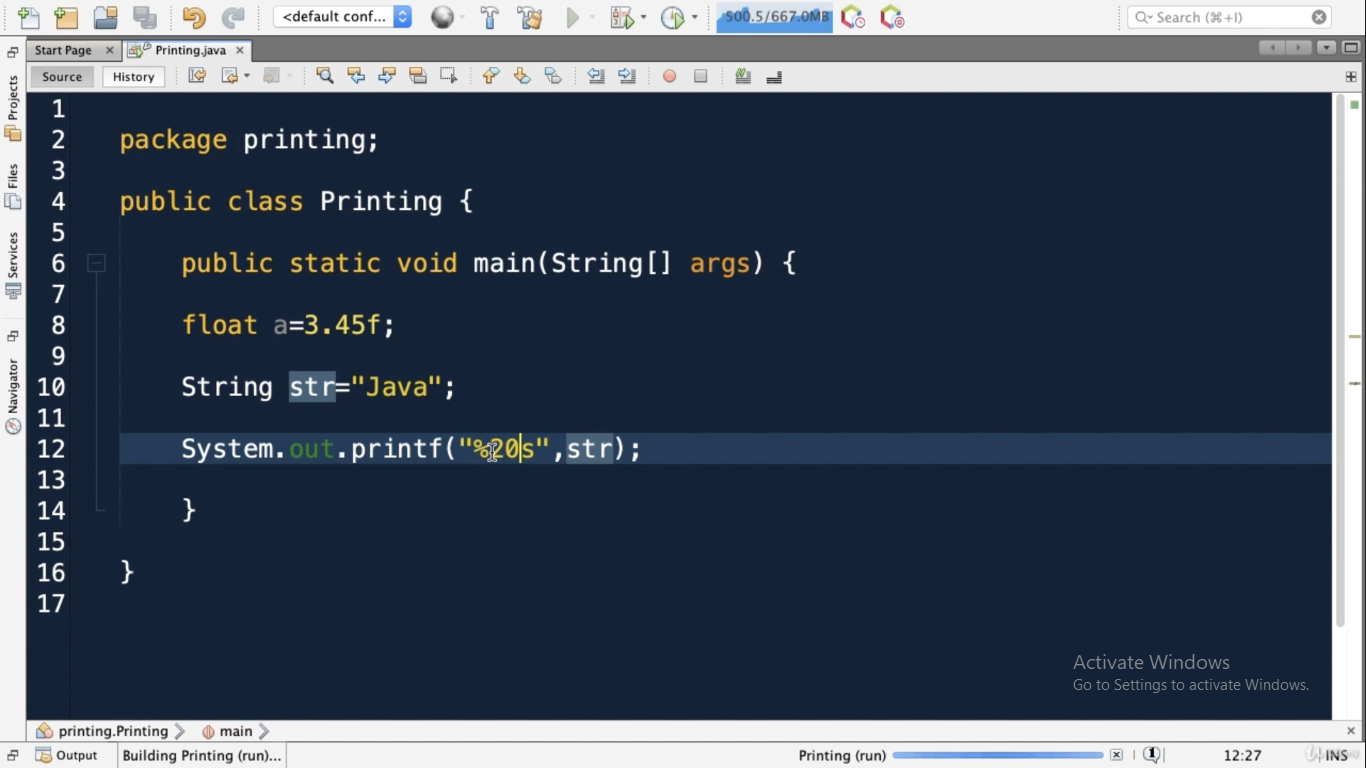 <default conf...
500.5/667.0MB
Search (⌘+I)
Start Page
Printing.java
Source
History
Projects
Files
Services
Navigator
1
2 package printing;
3
4 public class Printing {
5
6 public static void main(String[] args) {
7
8 float a=3.45f;
9
10 String str="Java";
11
12 System.out.printf("%20s",str);
13
14 }
15
16 }
17
Activate Windows
Go to Settings to activate Windows.
printing.Printing
main
Output
Building Printing (run)...
Printing (run)
1
12:27
INS